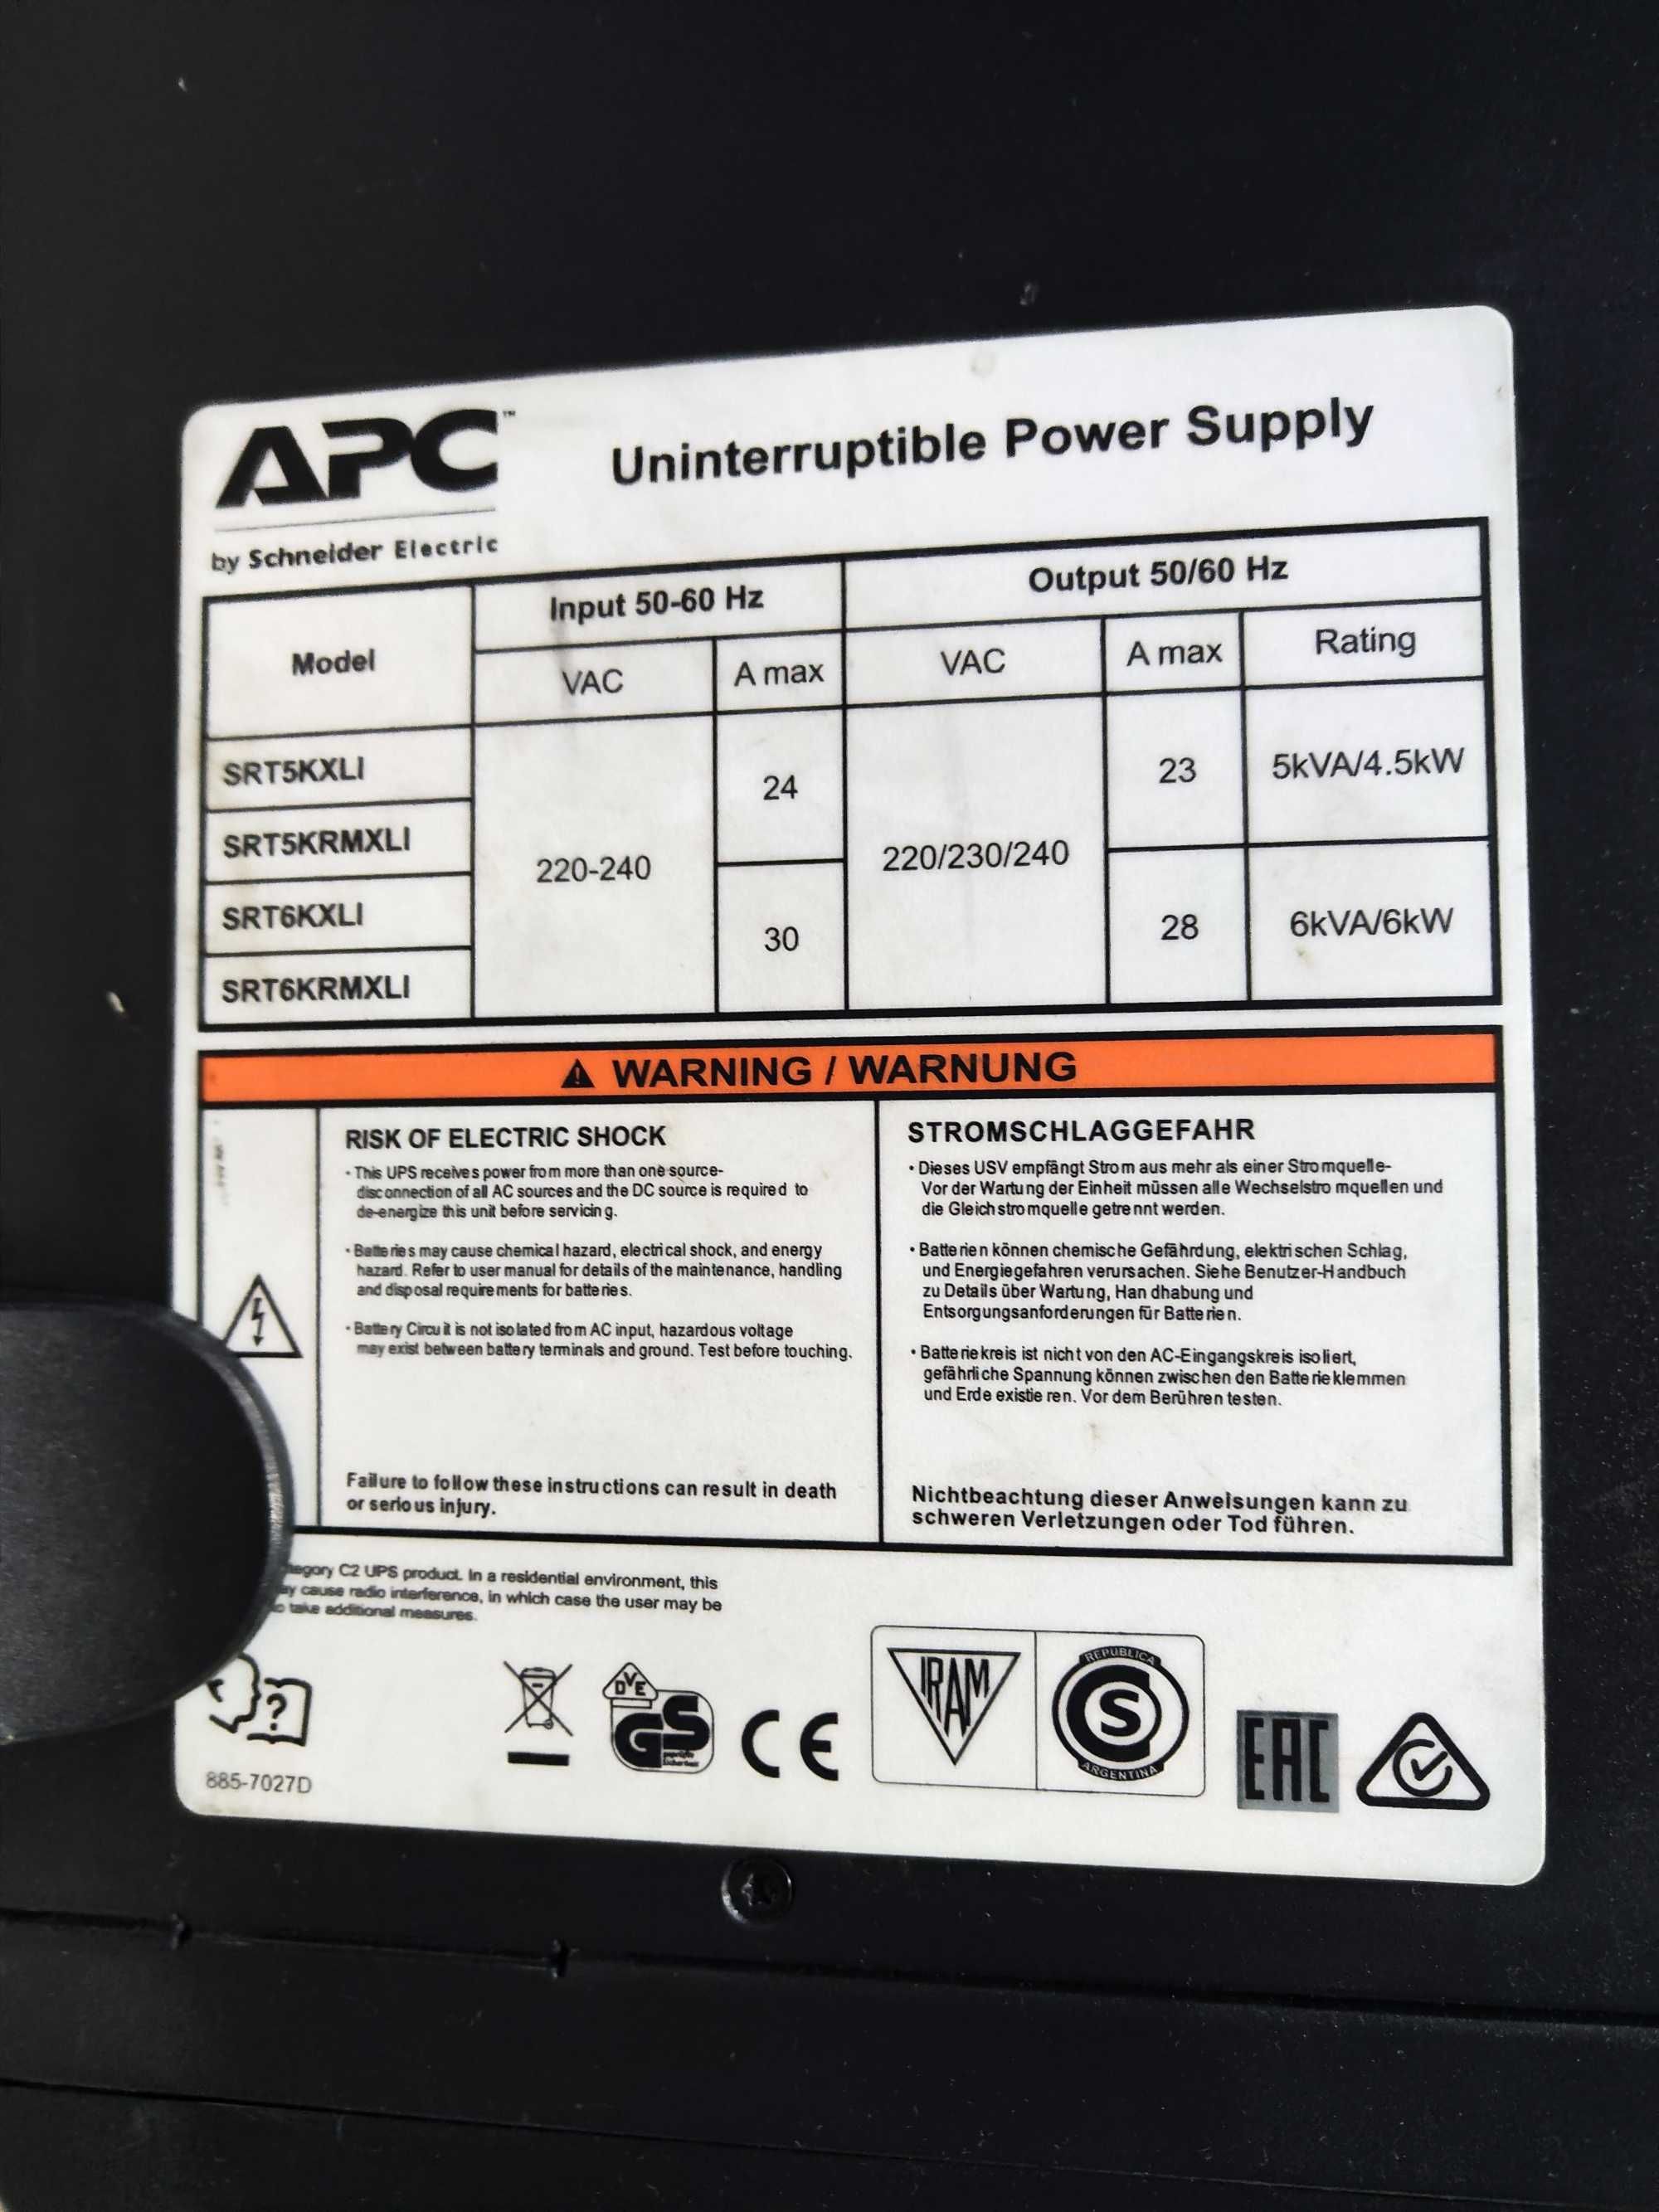 APC™
by Schneider Electric
Uninterruptible Power Supply
Model
Input 50-60 Hz
Output 50/60 Hz
VAC
A max
VAC
A max
Rating
SRT5KXLI
SRT5KRMXLI
SRT6KXLI
SRT6KRMXLI
220-240
24
30
220/230/240
23
28
5kVA/4.5kW
6kVA/6kW
WARNING / WARNUNG
RISK OF ELECTRIC SHOCK
• This UPS receives power from more than one source-
disconnection of all AC sources and the DC source is required to
de-energize this unit before servicing.
• Batteries may cause chemical hazard, electrical shock, and energy
hazard. Refer to user manual for details of the maintenance, handling
and disposal requirements for batteries.
• Battery Circuit is not isolated from AC input, hazardous voltage
may exist between battery terminals and ground. Test before touching.
Failure to follow these instructions can result in death
or serious injury.
STROMSCHLAGGEFAHR
• Dieses USV empfängt Strom aus mehr als einer Stromquelle-
Vor der Wartung der Einheit müssen alle Wechselstromquellen und
die Gleichstromquelle getrennt werden.
• Batterien können chemische Gefährdung, elektrischen Schlag,
und Energiegefahren verursachen. Siehe Benutzer-Handbuch
zu Details über Wartung, Handhabung und
Entsorgungsanforderungen für Batterien.
• Batteriekreis ist nicht von den AC-Eingangskreis isoliert,
gefährliche Spannung können zwischen den Batterieklemmen
und Erde existieren. Vor dem Berühren testen.
Nichtbeachtung dieser Anweisungen kann zu
schweren Verletzungen oder Tod führen.
C2 UPS product. In a residential environment, this
cause radio interference, in which case the user may be
take additional measures.
DVE
GS
geprüfte
Sicherheit
CE
IRAM
REPUBLICA
S
ARGENTINA
EAC
885-7027D